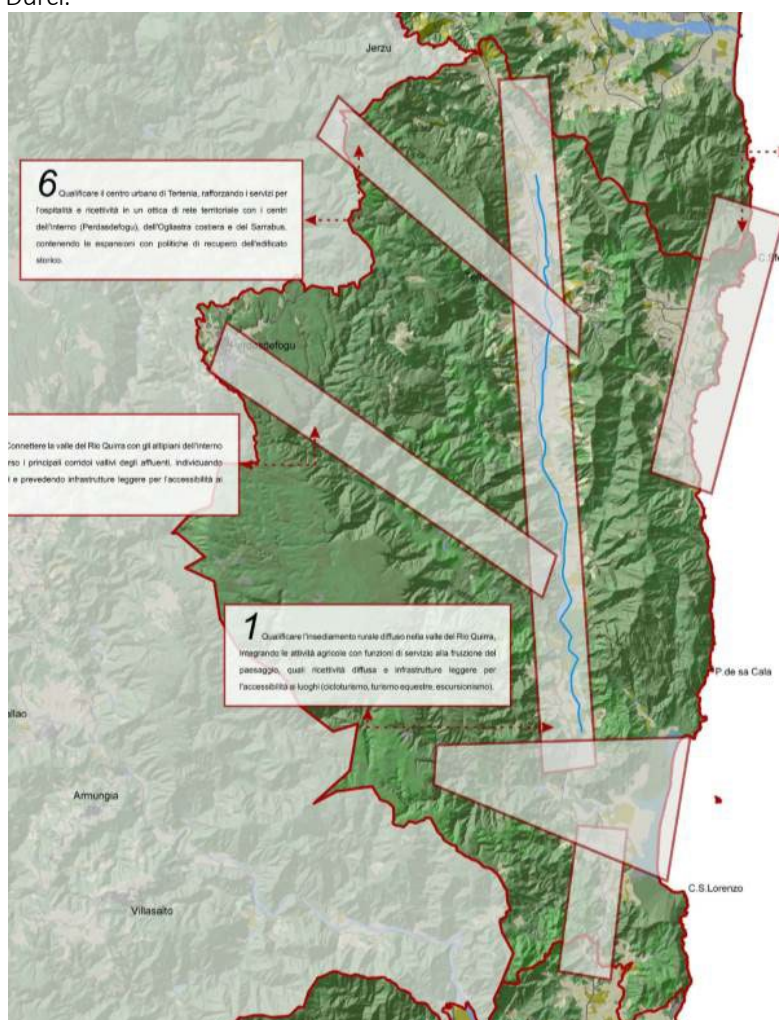 Durci.
Jerzu
6 Qualificare il centro urbano di Tertenia, rafforzando i servizi per
l'ospitalità e ricettività in un ottica di rete territoriale con i centri
dell'interno (Perdasdefogu), dell'Ogliastra costiera e del Sarrabus,
contenendo le espansioni con politiche di recupero dell'edificato
storico.
Connettere la valle del Rio Quirra con gli altipiani dell'interno
rso i principali corridoi vallivi degli affluenti, individuando
i e prevedendo infrastrutture leggere per l'accessibilità ai
1 Qualificare l'insediamento rurale diffuso nella valle del Rio Quirra,
integrando le attività agricole con funzioni di servizio alla fruizione del
paesaggio, quali ricettività diffusa e infrastrutture leggere per
l'accessibilità ai luoghi (cicloturismo, turismo equestre, escursionismo).
P.de sa Cala
allao
Armungia
C.S.Lorenzo
Villasalto